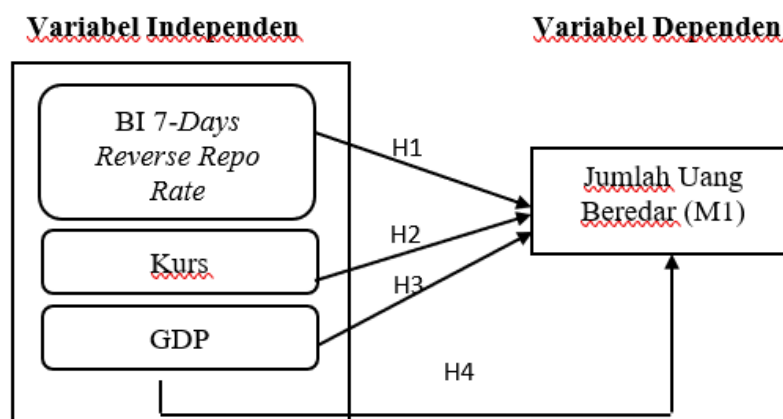 Variabel Independen
Variabel Dependen
BI 7-Days
Reverse Repo
Rate
H1
Jumlah Uang
Beredar (M1)
H2
Kurs
H3
GDP
H4